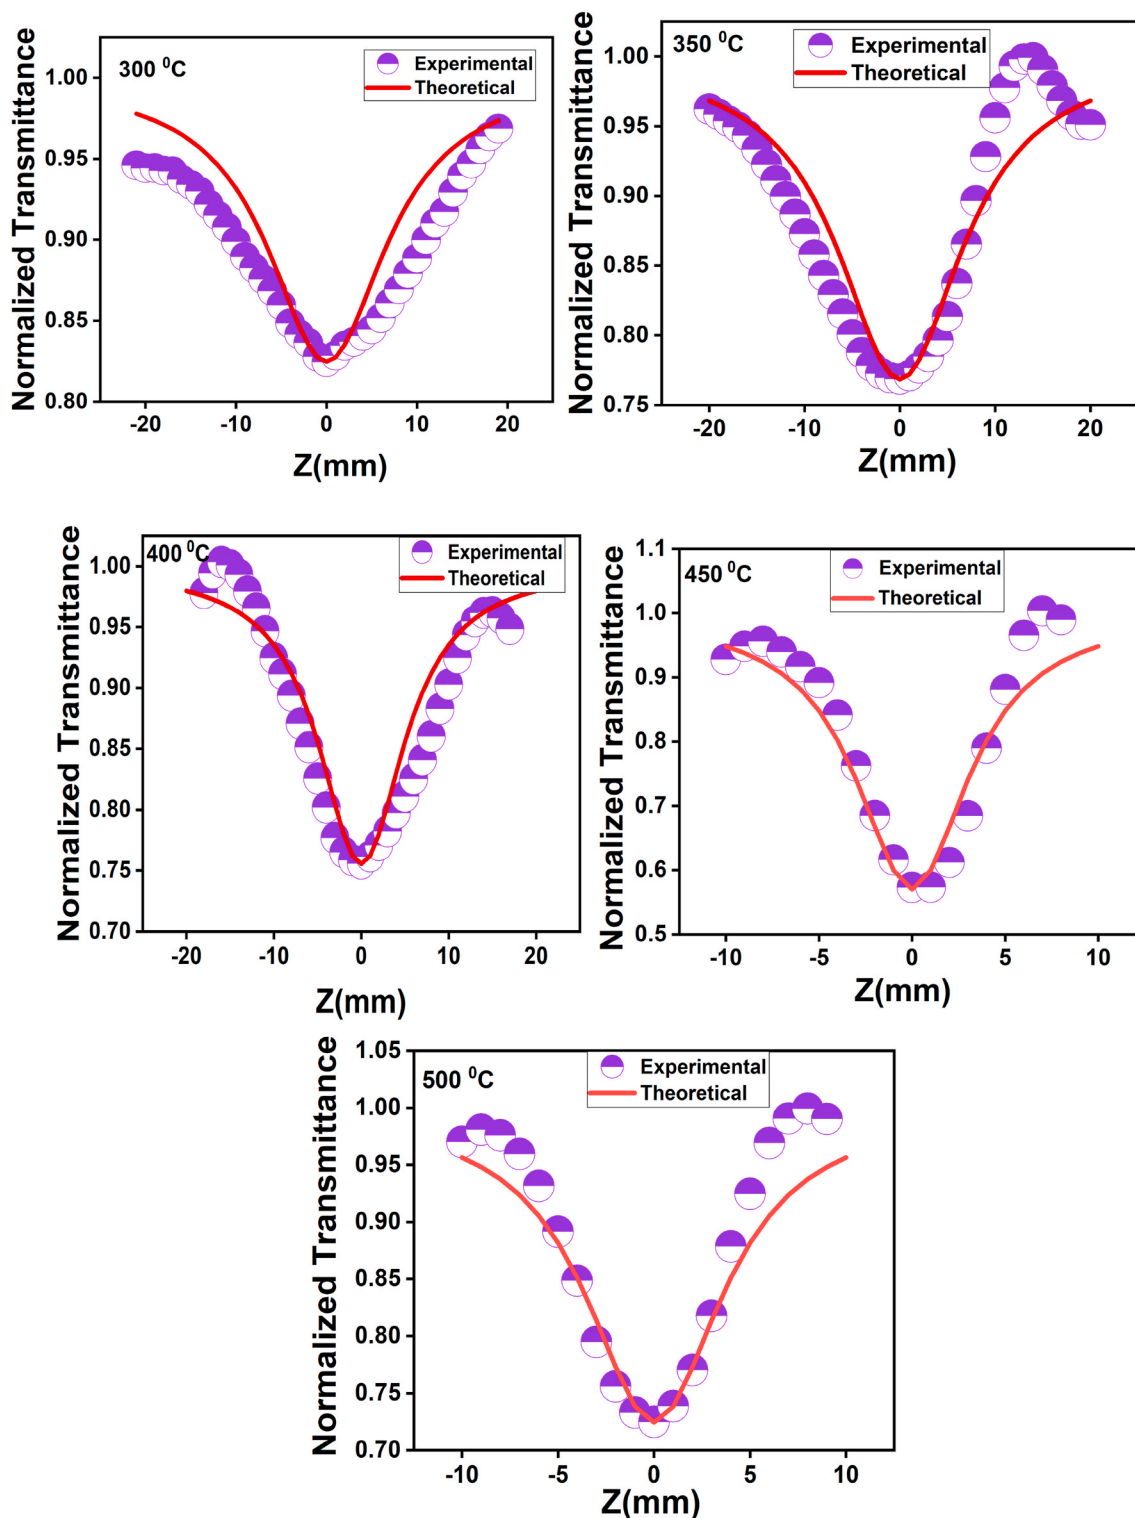 300 ⁰C
Experimental
Theoretical
Normalized Transmittance
1.00
0.95
0.90
0.85
0.80
-20 -10 0 10 20
Z(mm)
350 ⁰C
Experimental
Theoretical
Normalized Transmittance
1.00
0.95
0.90
0.85
0.80
0.75
-20 -10 0 10 20
Z(mm)
400 ⁰C
Experimental
Theoretical
Normalized Transmittance
1.00
0.95
0.90
0.85
0.80
0.75
0.70
-20 -10 0 10 20
Z(mm)
450 ⁰C
Experimental
Theoretical
Normalized Transmittance
1.1
1.0
0.9
0.8
0.7
0.6
0.5
-10 -5 0 5 10
Z(mm)
500 ⁰C
Experimental
Theoretical
Normalized Transmittance
1.05
1.00
0.95
0.90
0.85
0.80
0.75
0.70
-10 -5 0 5 10
Z(mm)